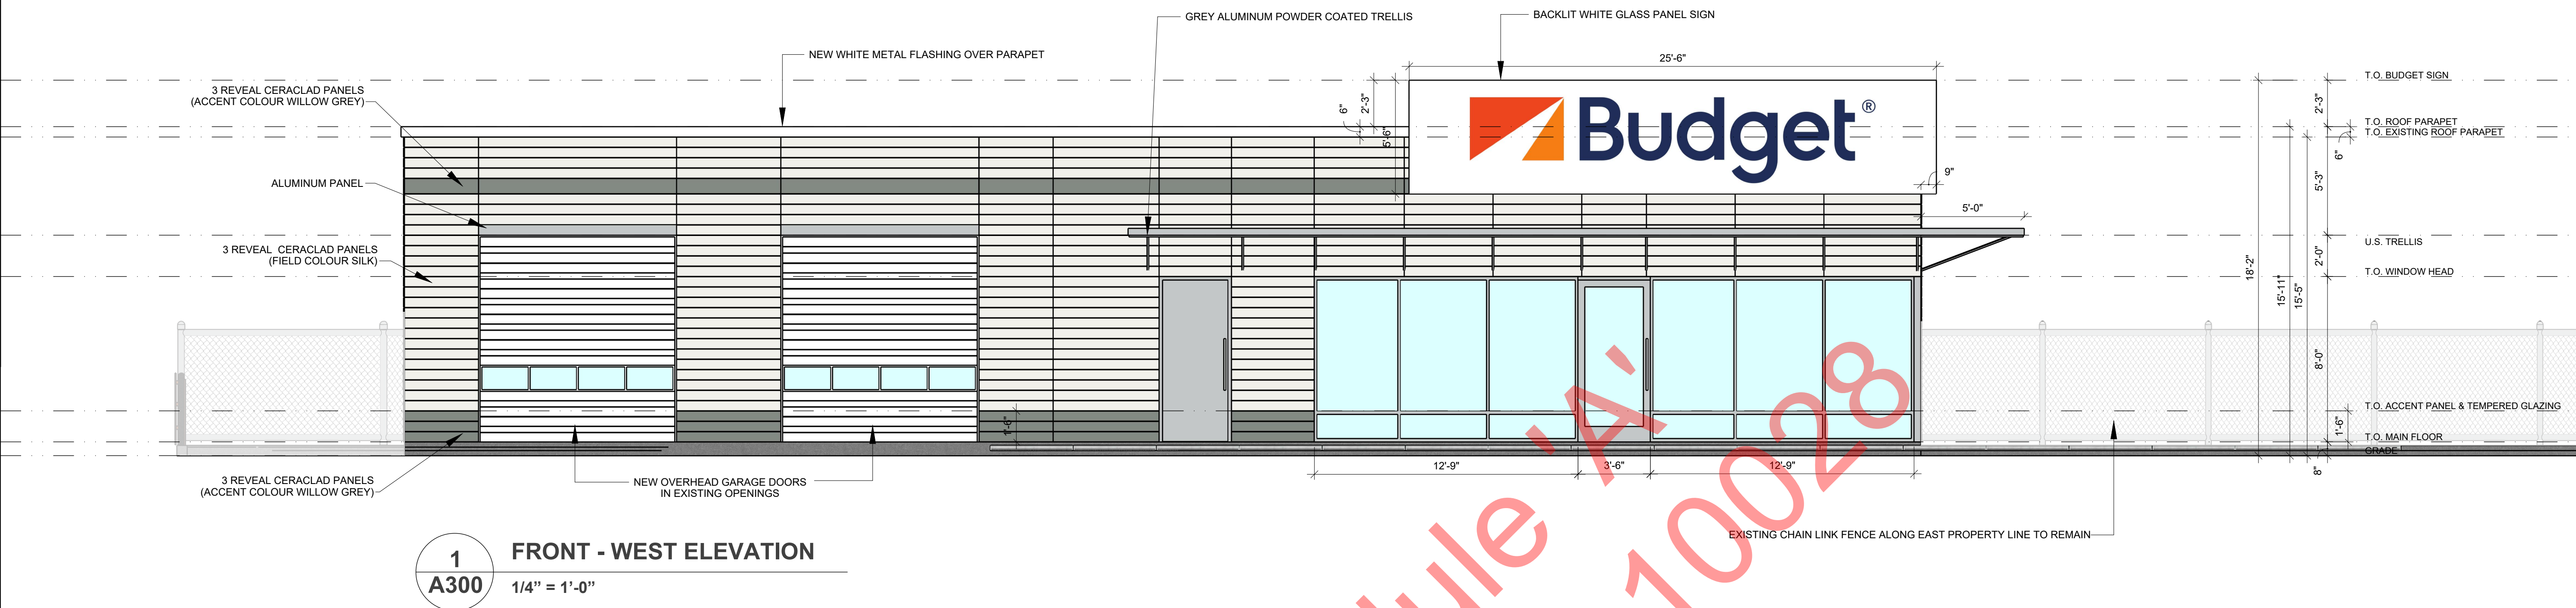 GREY ALUMINUM POWDER COATED TRELLIS
BACKLIT WHITE GLASS PANEL SIGN
NEW WHITE METAL FLASHING OVER PARAPET
25'-6"
T.O. BUDGET SIGN
3 REVEAL CERACLAD PANELS
(ACCENT COLOUR WILLOW GREY)
6"
2'-3"
5'-6"
Budget®
2'-3"
T.O. ROOF PARAPET
T.O. EXISTING ROOF PARAPET
6"
ALUMINUM PANEL
9"
5'-3"
5'-0"
3 REVEAL CERACLAD PANELS
(FIELD COLOUR SILK)
U.S. TRELLIS
2'-0"
18'-2"
T.O. WINDOW HEAD
15'-11"
15'-5"
8'-0"
T.O. ACCENT PANEL & TEMPERED GLAZING
1'-6"
1'-6"
T.O. MAIN FLOOR
GRADE
8"
12'-9"
3'-6"
12'-9"
3 REVEAL CERACLAD PANELS
(ACCENT COLOUR WILLOW GREY)
NEW OVERHEAD GARAGE DOORS
IN EXISTING OPENINGS
EXISTING CHAIN LINK FENCE ALONG EAST PROPERTY LINE TO REMAIN
1
A300
FRONT - WEST ELEVATION
1/4” = 1’-0”
dule 'A'
10028